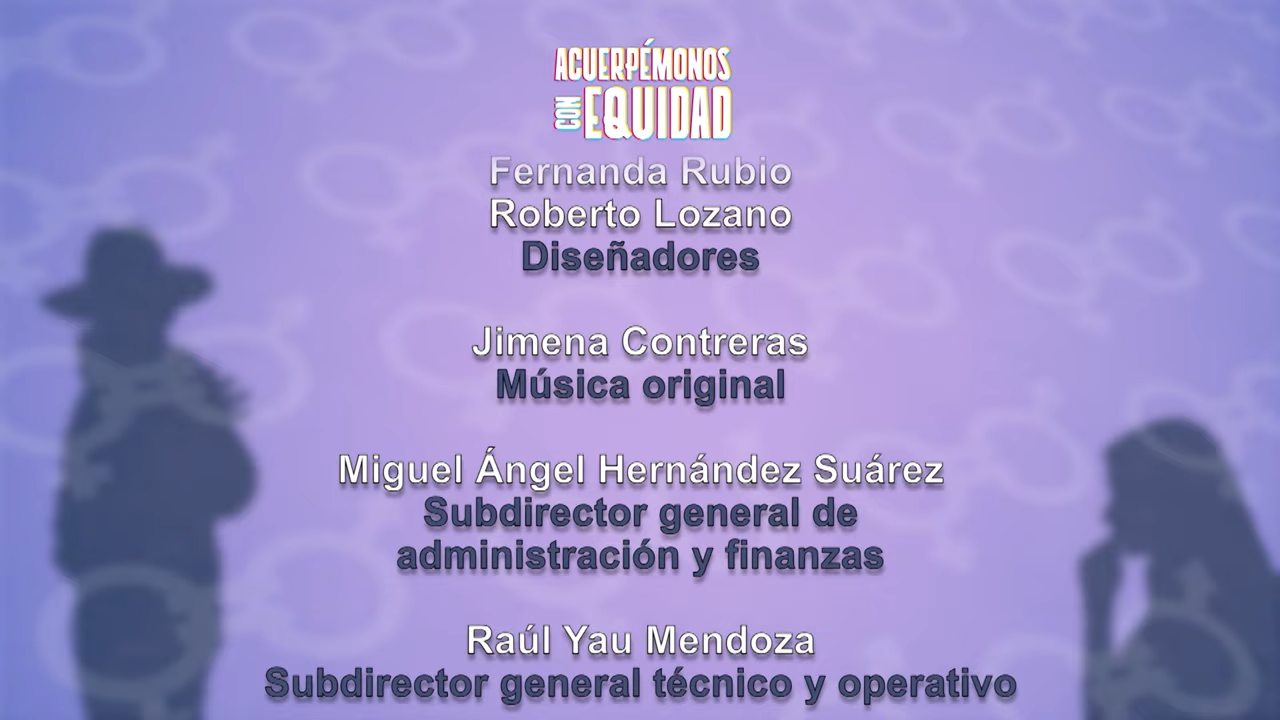 ACUERPÉMONOS
CON EQUIDAD
Fernanda Rubio
Roberto Lozano
Diseñadores
Jimena Contreras
Música original
Miguel Ángel Hernández Suárez
Subdirector general de
administración y finanzas
Raúl Yau Mendoza
Subdirector general técnico y operativo